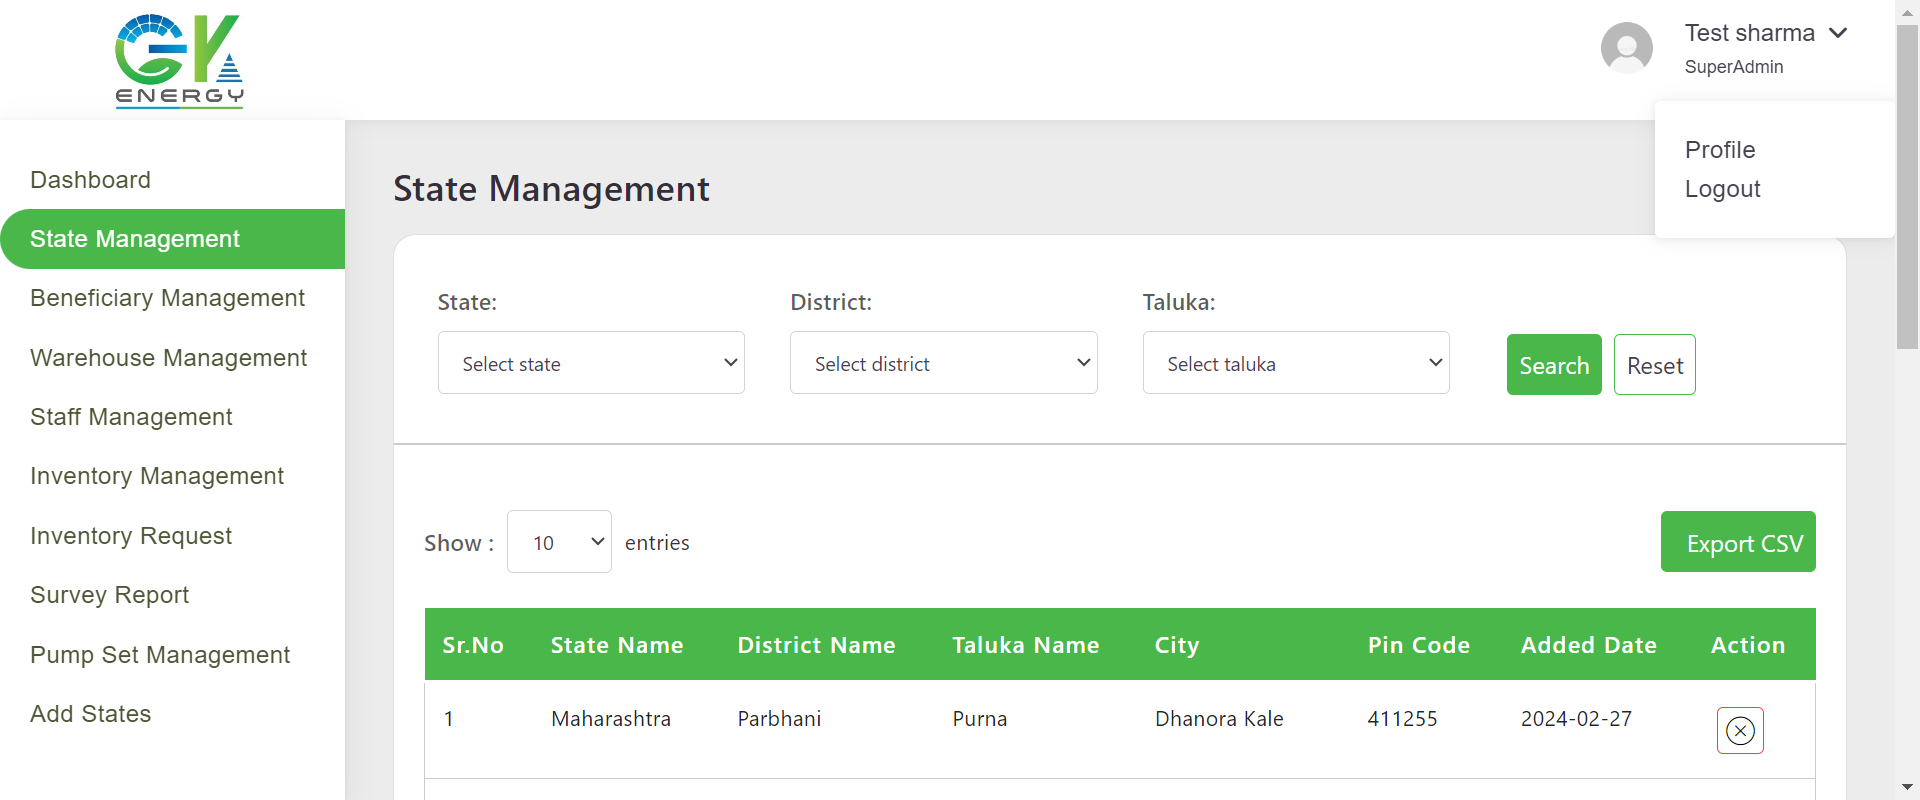 GK
ENERGY
Test sharma
SuperAdmin
Profile
Logout
Dashboard
State Management
Beneficiary Management
Warehouse Management
Staff Management
Inventory Management
Inventory Request
Survey Report
Pump Set Management
Add States
State Management
State: District: Taluka:
Select state Select district Select taluka Search Reset
Show : 10 entries Export CSV
Sr.No State Name District Name Taluka Name City Pin Code Added Date Action
1 Maharashtra Parbhani Purna Dhanora Kale 411255 2024-02-27